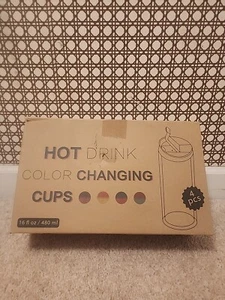 HOT DRINK
COLOR CHANGING
CUPS
4 pcs
16 fl oz / 480 ml